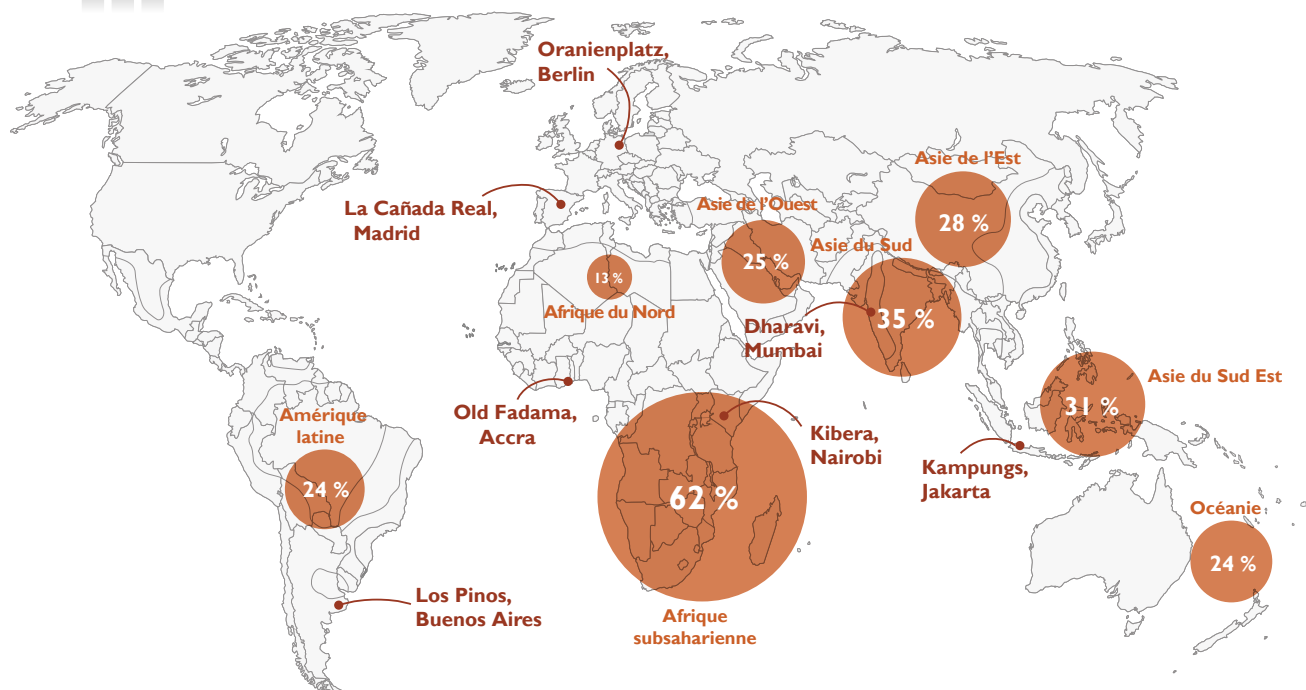 Oranienplatz,
Berlin
Asie de l'Est
28 %
La Cañada Real,
Madrid
Asie de l'Ouest
25 %
Asie du Sud
35 %
13 %
Afrique du Nord
Dharavi,
Mumbai
Asie du Sud Est
31 %
Old Fadama,
Accra
Amérique
latine
24 %
Kibera,
Nairobi
62 %
Kampungs,
Jakarta
Océanie
24 %
Los Pinos,
Buenos Aires
Afrique
subsaharienne